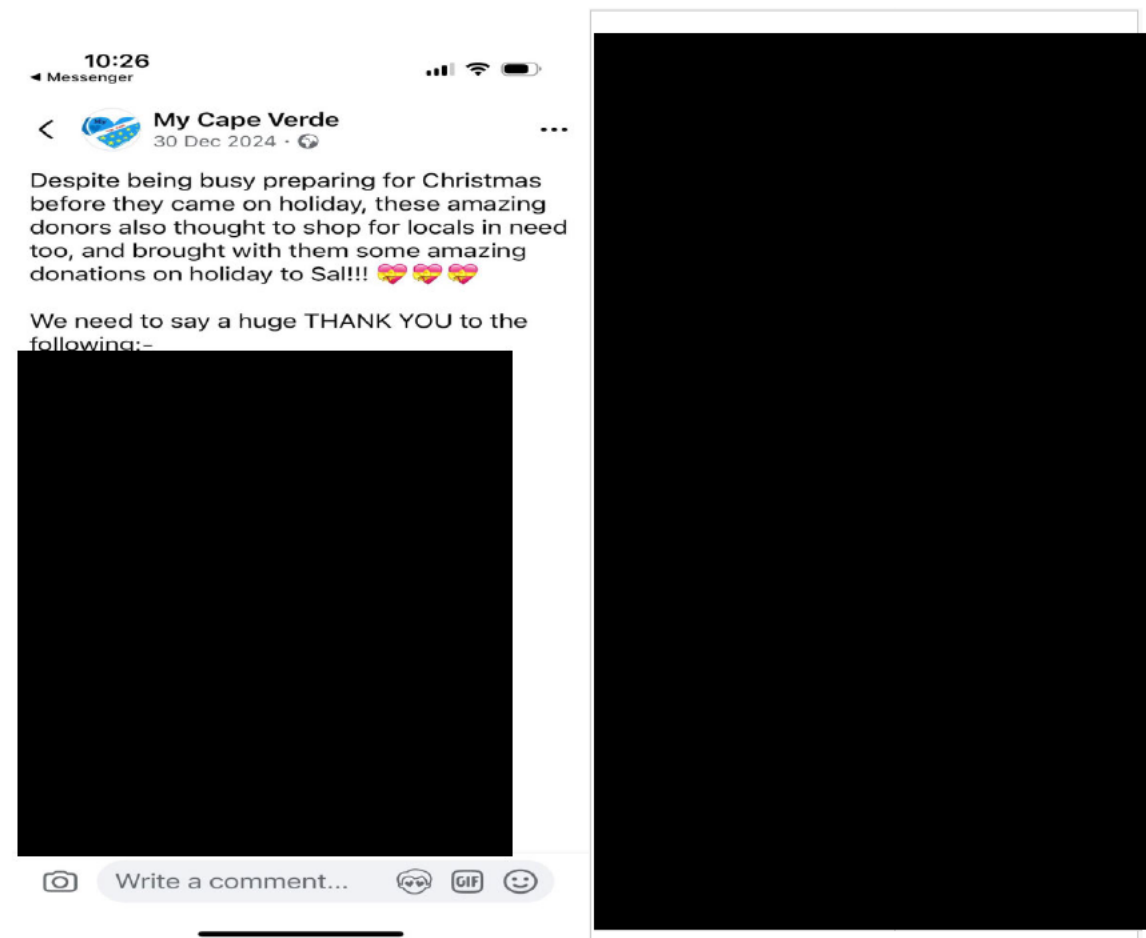 10:26
◀ Messenger
My Cape Verde
30 Dec 2024 ·
Despite being busy preparing for Christmas
before they came on holiday, these amazing
donors also thought to shop for locals in need
too, and brought with them some amazing
donations on holiday to Sal!!! 💝💝💝
We need to say a huge THANK YOU to the
following:-
Write a comment...
GIF